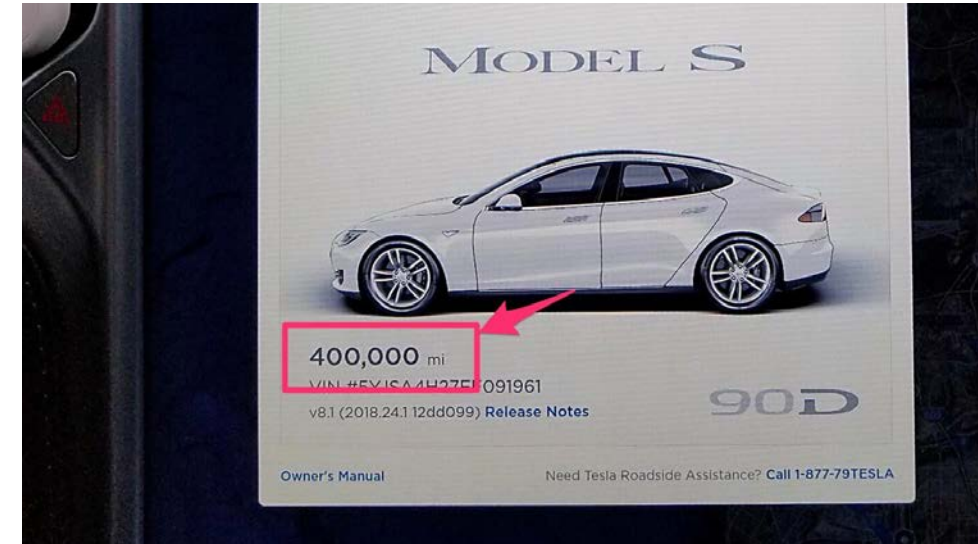 MODEL S
400,000 mi
091961
v8.1 (2018.24.1 12dd099) Release Notes
90D
Owner's Manual
Need Tesla Roadside Assistance? Call 1-877-79TESLA